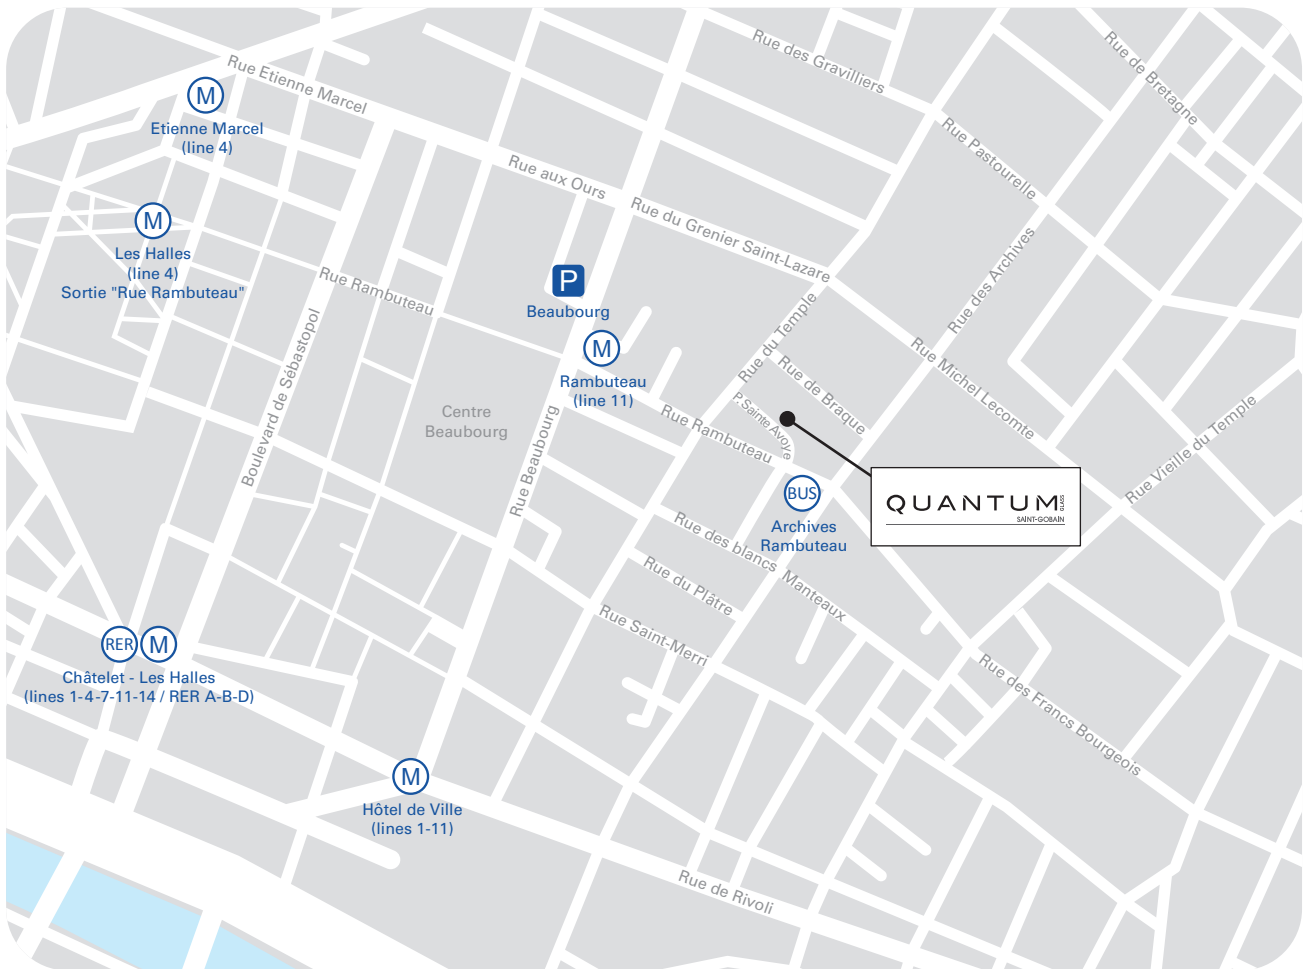 Rue des Gravilliers
Rue de Bretagne
Rue Etienne Marcel
M
Etienne Marcel
(line 4)
Rue Pastourelle
Rue aux Ours
Rue du Grenier Saint-Lazare
M
Les Halles
(line 4)
Sortie "Rue Rambuteau"
Rue des Archives
Rue Rambuteau
P
Beaubourg
Rue du Temple
M
Rambuteau
(line 11)
Boulevard de Sébastopol
Rue Michel Lecomte
Rue de Braque
P. Sainte Avoye
Centre
Beaubourg
Rue Rambuteau
Rue Beaubourg
Rue Vieille du Temple
BUS
Archives
Rambuteau
QUANTUM
GLASS
SAINT-GOBAIN
Rue des blancs Manteaux
Rue du Plâtre
Rue Saint-Merri
RER
M
Châtelet - Les Halles
(lines 1-4-7-11-14 / RER A-B-D)
Rue des Francs Bourgeois
M
Hôtel de Ville
(lines 1-11)
Rue de Rivoli